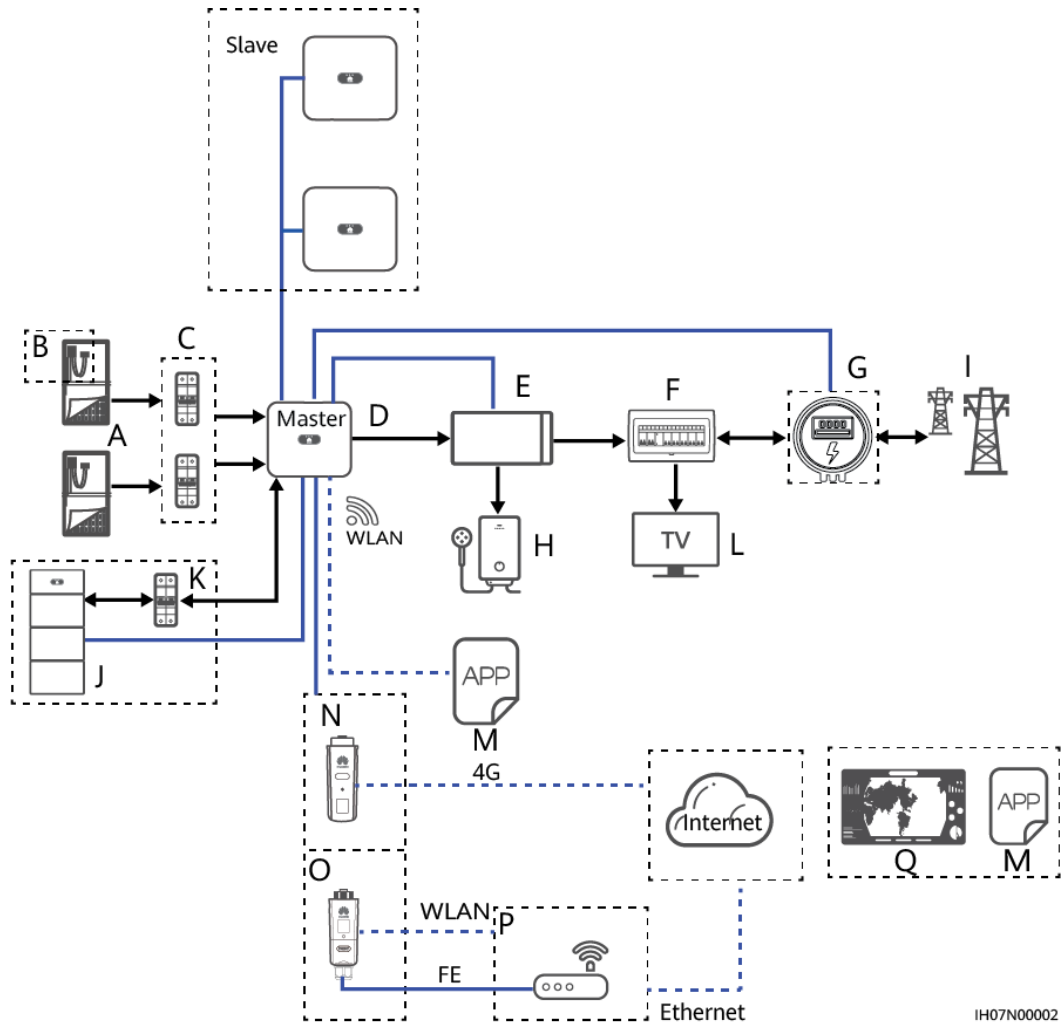 Slave
B
C
A
Master
D
E
F
G
I
WLAN
H
TV
L
K
J
APP
M
N
4G
Internet
APP
Q
M
O
WLAN
P
FE
Ethernet
IH07N00002